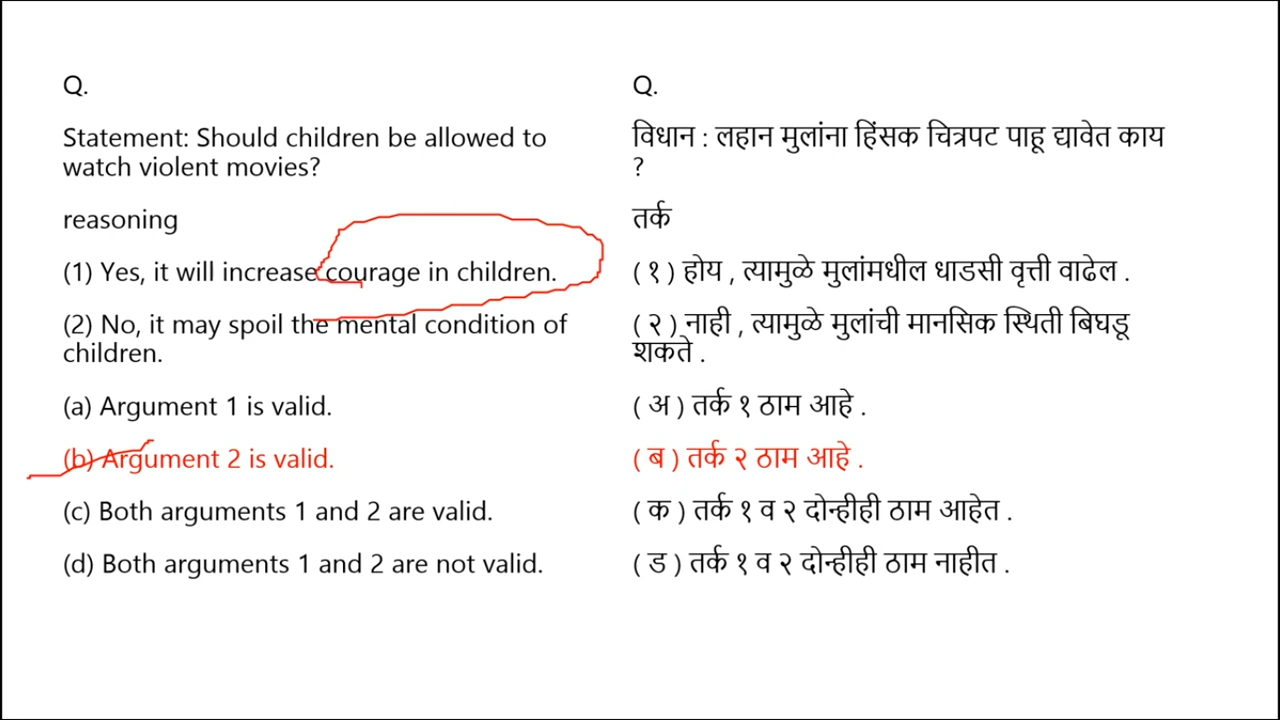 Q.
Statement: Should children be allowed to
watch violent movies?
reasoning
(1) Yes, it will increase courage in children.
(2) No, it may spoil the mental condition of
children.
(a) Argument 1 is valid.
(b) Argument 2 is valid.
(c) Both arguments 1 and 2 are valid.
(d) Both arguments 1 and 2 are not valid.
Q.
विधान : लहान मुलांना हिंसक चित्रपट पाहू द्यावेत काय
?
तर्क
( १ ) होय , त्यामुळे मुलांमधील धाडसी वृत्ती वाढेल .
( २ ) नाही , त्यामुळे मुलांची मानसिक स्थिती बिघडू
शकते .
( अ ) तर्क १ ठाम आहे .
( ब ) तर्क २ ठाम आहे .
( क ) तर्क १ व २ दोन्हीही ठाम आहेत .
( ड ) तर्क १ व २ दोन्हीही ठाम नाहीत .